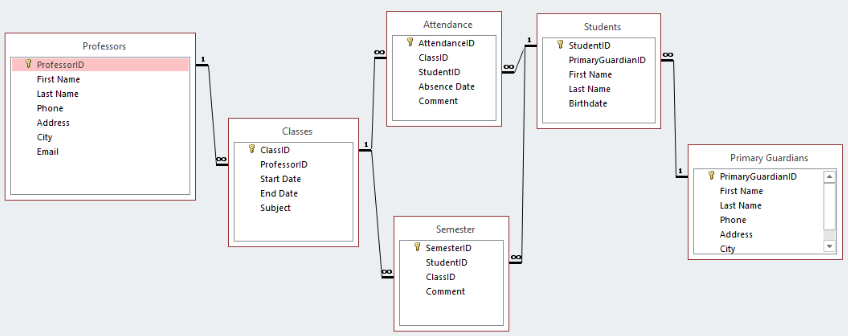 Professors
ProfessorID
First Name
Last Name
Phone
Address
City
Email
1
∞
Classes
ClassID
ProfessorID
Start Date
End Date
Subject
1
∞
∞
Attendance
AttendanceID
ClassID
StudentID
Absence Date
Comment
∞
Semester
SemesterID
StudentID
ClassID
Comment
∞
1
Students
StudentID
PrimaryGuardianID
First Name
Last Name
Birthdate
∞
1
Primary Guardians
PrimaryGuardianID
First Name
Last Name
Phone
Address
City